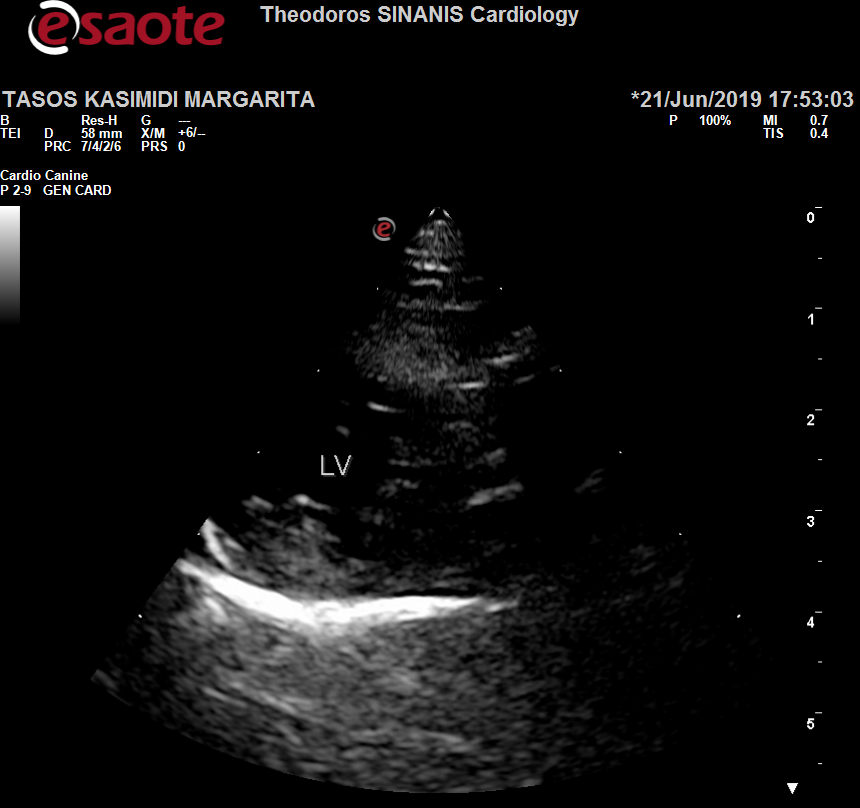 esaote
Theodoros SINANIS Cardiology
TASOS KASIMIDI MARGARITA
*21/Jun/2019 17:53:03
B Res-H G ---
TEI D 58 mm X/M +6/--
PRC 7/4/2/6 PRS 0
P 100% MI 0.7
TIS 0.4
Cardio Canine
P 2-9 GEN CARD
e
0
1
2
LV
3
4
5